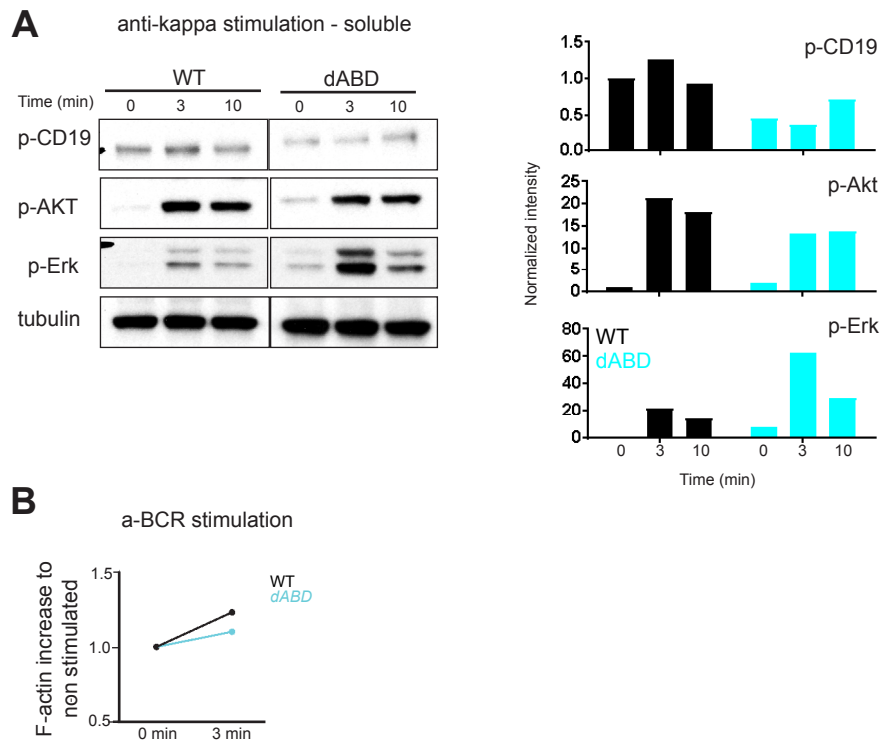 A
anti-kappa stimulation - soluble
WT
dABD
Time (min)
0
3
10
0
3
10
p-CD19
p-AKT
p-Erk
tubulin
Normalized intensity
p-CD19
1.5
1.0
0.5
0.0
p-Akt
25
20
15
10
5
0
p-Erk
WT
dABD
80
60
40
20
0
0
3
10
0
3
10
Time (min)
B
a-BCR stimulation
F-actin increase to
non stimulated
1.5
1.0
0.5
0 min
3 min
WT
dABD